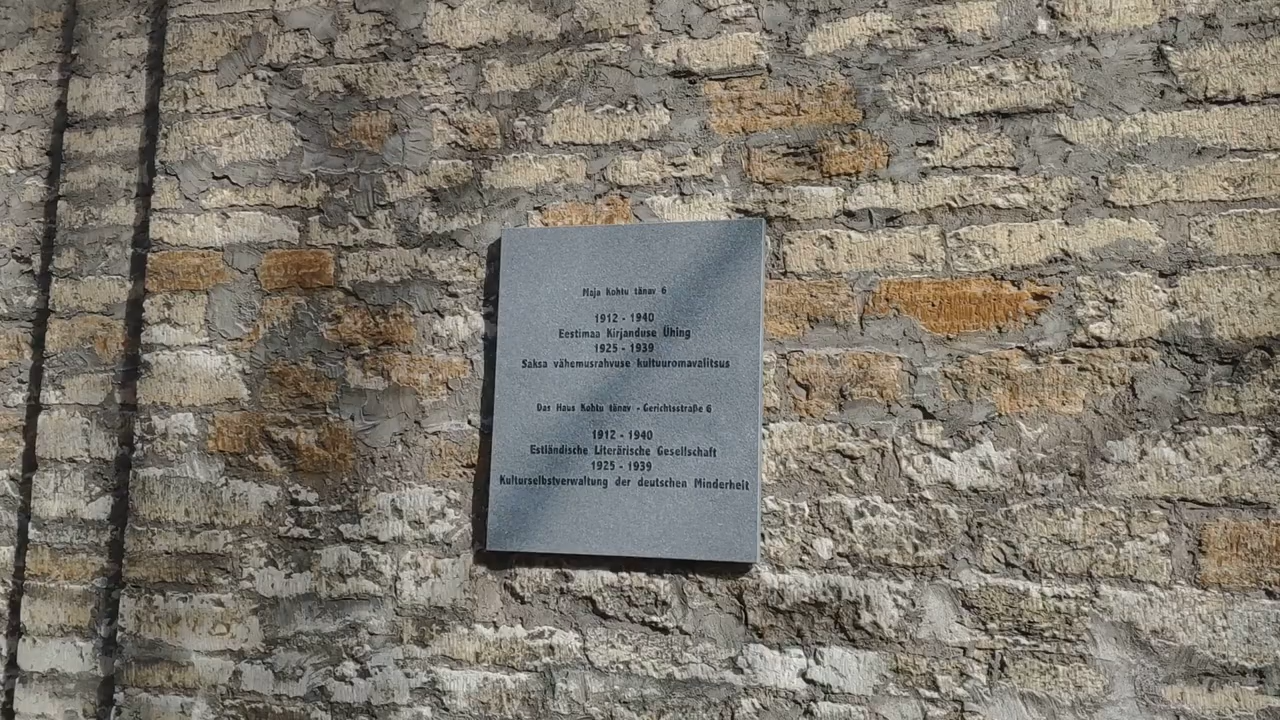 Maja Kohtu tänav 6
1912 - 1940
Eestimaa Kirjanduse Ühing
1925 - 1939
Saksa vähemusrahvuse kultuuromavalitsus
Das Haus Kohtu tänav - Gerichtsstraße 6
1912 - 1940
Estländische Literärische Gesellschaft
1925 - 1939
Kulturselbstverwaltung der deutschen Minderheit